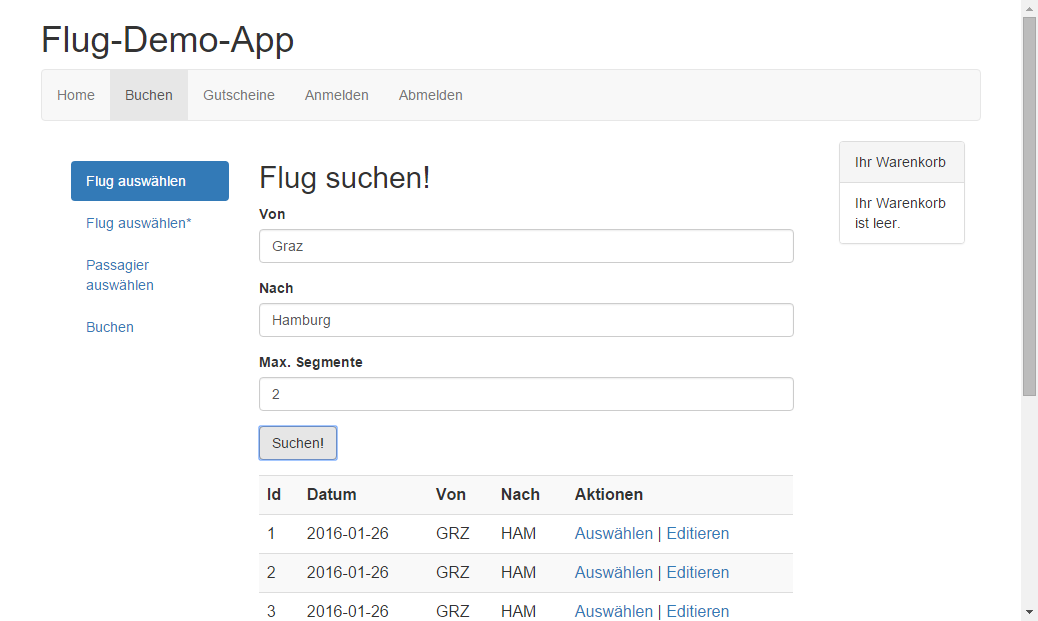 Flug-Demo-App
Home Buchen Gutscheine Anmelden Abmelden
Flug auswählen
Flug auswählen*
Passagier
auswählen
Buchen
Flug suchen!
Von
Graz
Nach
Hamburg
Max. Segmente
2
Suchen!
Id Datum Von Nach Aktionen
1 2016-01-26 GRZ HAM Auswählen | Editieren
2 2016-01-26 GRZ HAM Auswählen | Editieren
3 2016-01-26 GRZ HAM Auswählen | Editieren
Ihr Warenkorb
Ihr Warenkorb
ist leer.